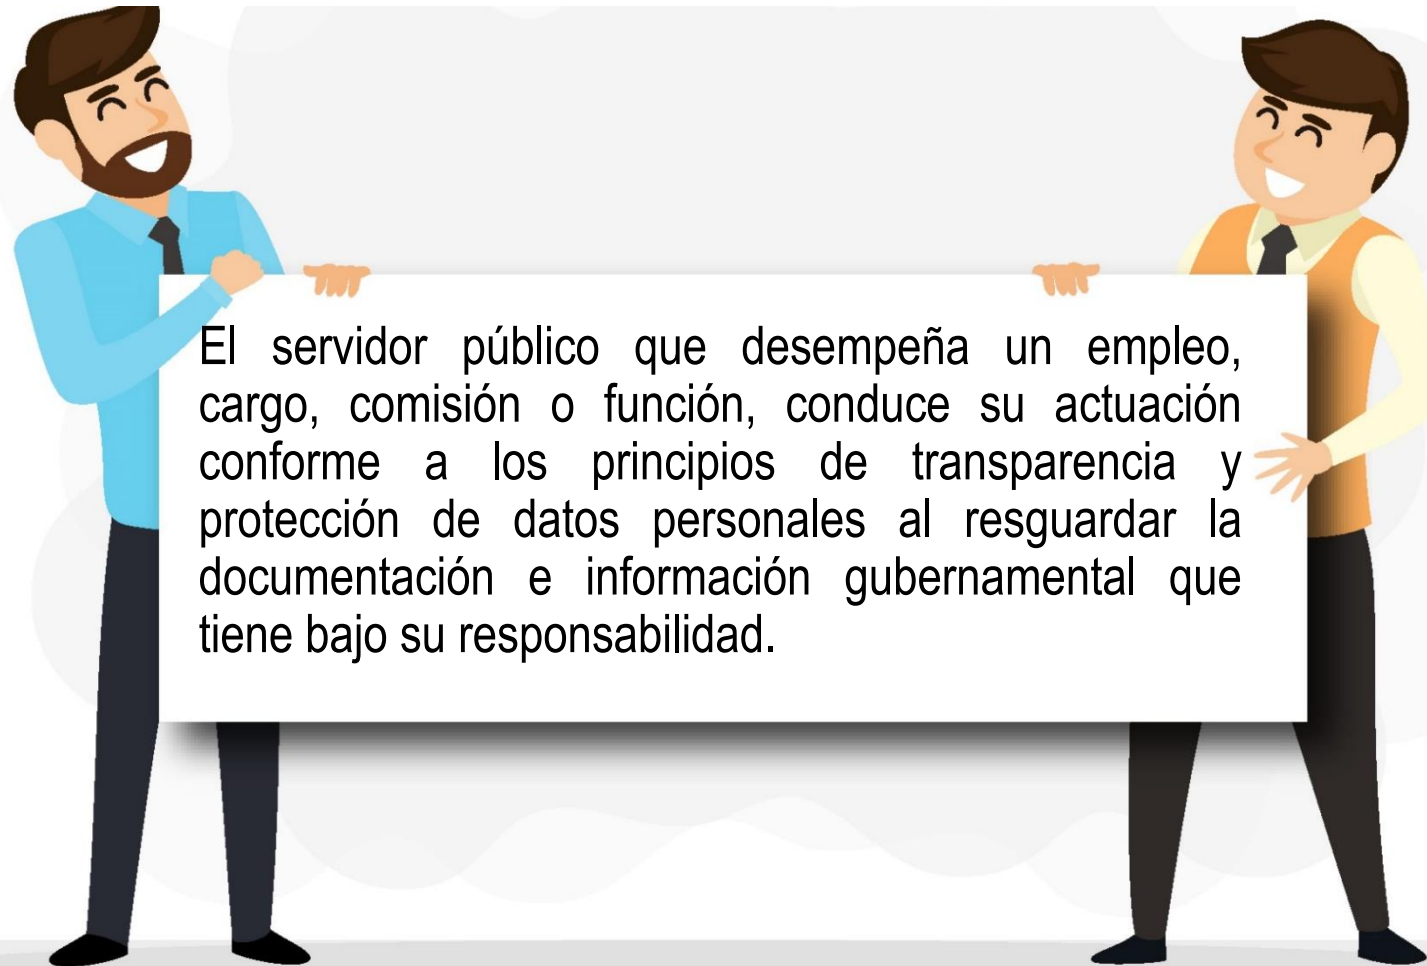 El servidor público que desempeña un empleo,
cargo, comisión o función, conduce su actuación
conforme a los principios de transparencia y
protección de datos personales al resguardar la
documentación e información gubernamental que
tiene bajo su responsabilidad.